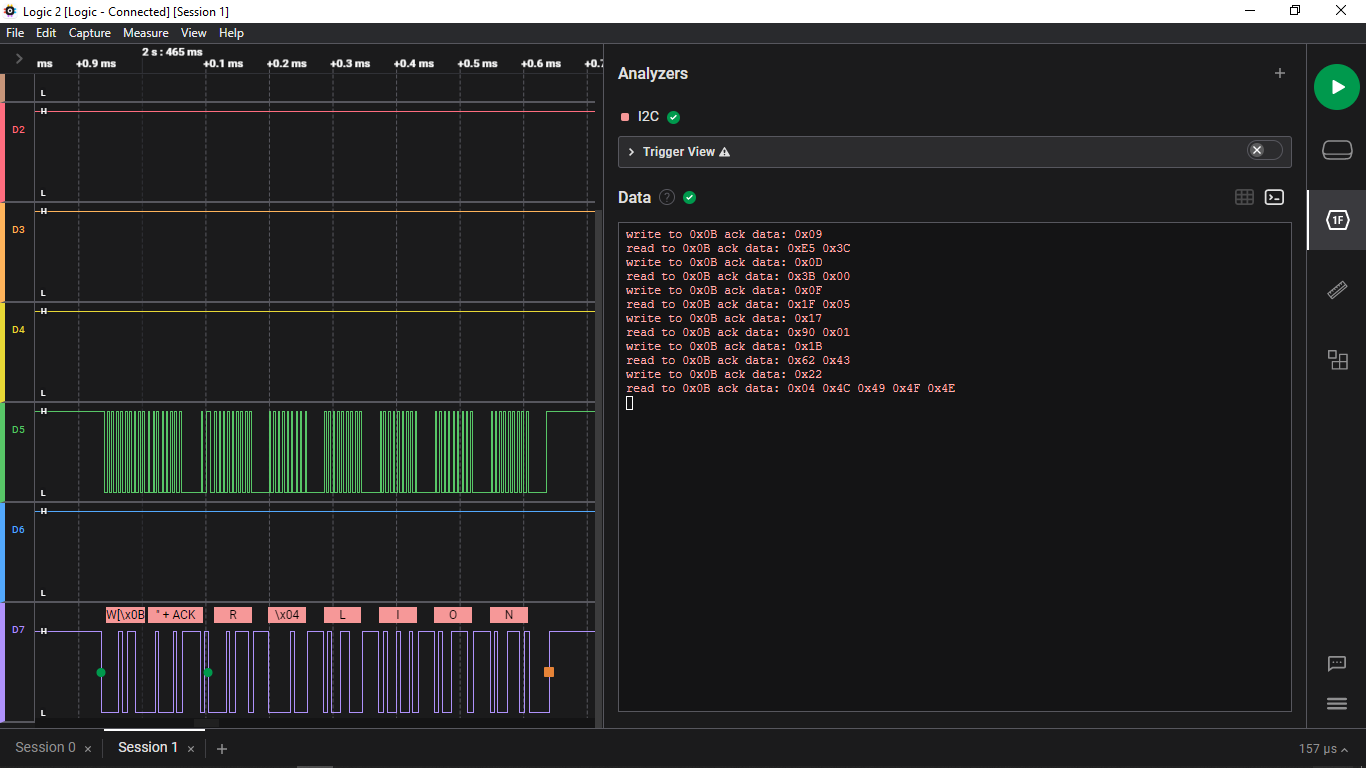 Logic 2 [Logic - Connected] [Session 1]
File Edit Capture Measure View Help
2 s : 465 ms
ms +0.9 ms +0.1 ms +0.2 ms +0.3 ms +0.4 ms +0.5 ms +0.6 ms +0.7
L
D2 H
L
D3 H
L
D4 H
L
D5 H
L
D6 H
L
W[\x0B " + ACK R \x04 L I O N
D7 H
L
Analyzers
I2C
Trigger View
Data
write to 0x0B ack data: 0x09
read to 0x0B ack data: 0xE5 0x3C
write to 0x0B ack data: 0x0D
read to 0x0B ack data: 0x3B 0x00
write to 0x0B ack data: 0x0F
read to 0x0B ack data: 0x1F 0x05
write to 0x0B ack data: 0x17
read to 0x0B ack data: 0x90 0x01
write to 0x0B ack data: 0x1B
read to 0x0B ack data: 0x62 0x43
write to 0x0B ack data: 0x22
read to 0x0B ack data: 0x04 0x4C 0x49 0x4F 0x4E
1F
Session 0 × Session 1 × +
157 µs